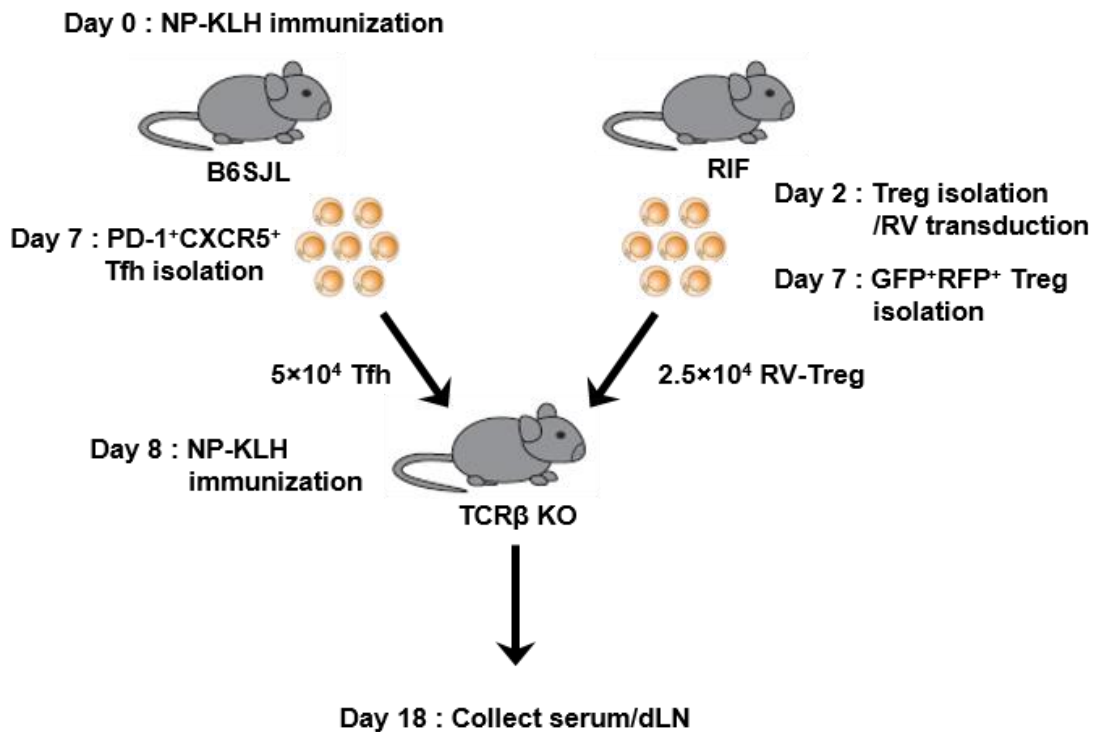 Day 0 : NP-KLH immunization
B6SJL
RIF
Day 2 : Treg isolation
/RV transduction
Day 7 : PD-1⁺CXCR5⁺
Tfh isolation
Day 7 : GFP⁺RFP⁺ Treg
isolation
5×10⁴ Tfh
2.5×10⁴ RV-Treg
Day 8 : NP-KLH
immunization
TCRβ KO
Day 18 : Collect serum/dLN